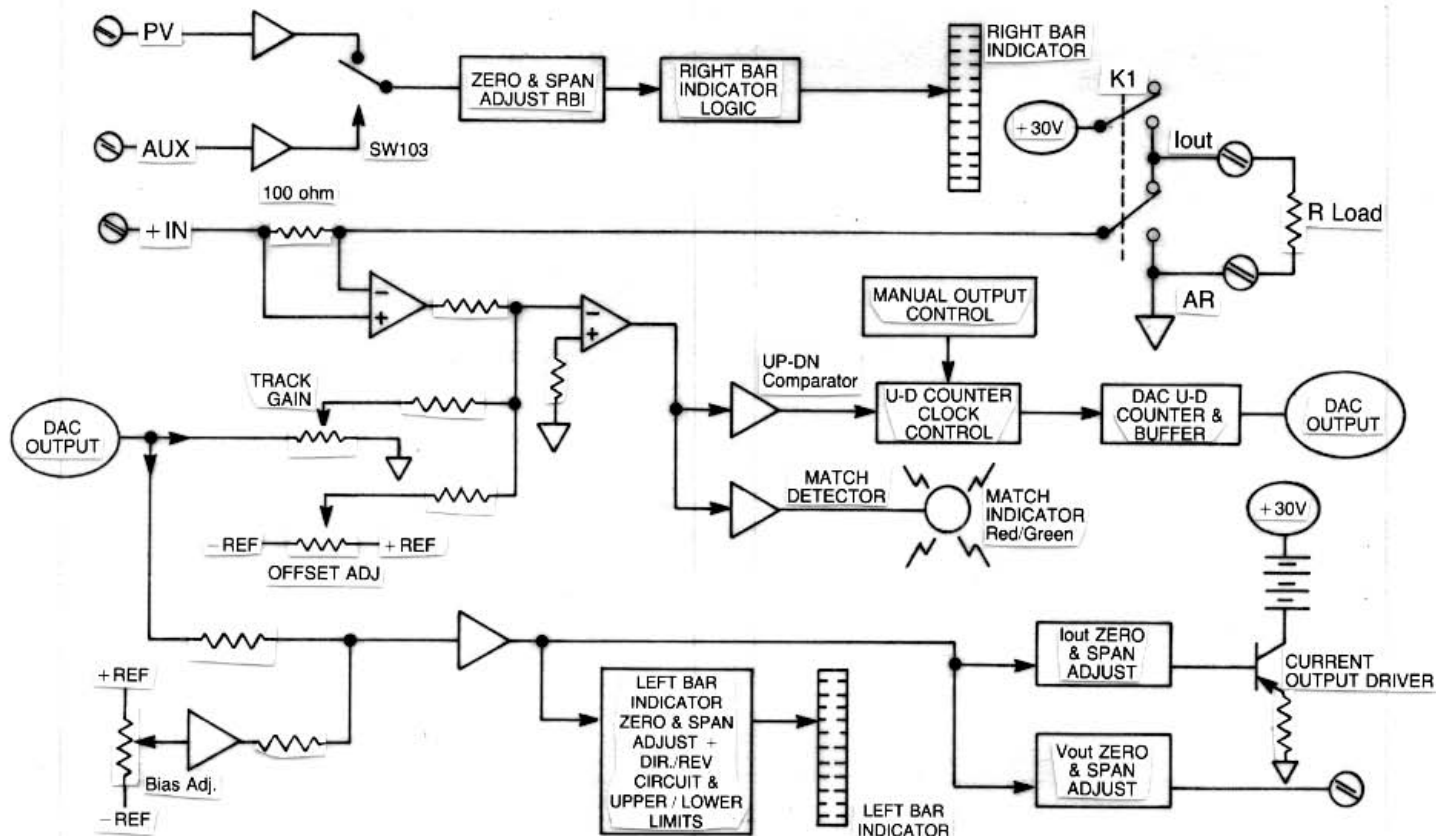 PV
ZERO & SPAN
ADJUST RBI
RIGHT BAR
INDICATOR
LOGIC
RIGHT BAR
INDICATOR
K1
+30V
AUX
SW103
Iout
100 ohm
+IN
R Load
AR
MANUAL OUTPUT
CONTROL
−
+
−
+
UP-DN
Comparator
U-D COUNTER
CLOCK
CONTROL
DAC U-D
COUNTER &
BUFFER
DAC
OUTPUT
TRACK
GAIN
DAC
OUTPUT
MATCH
DETECTOR
MATCH
INDICATOR
Red/Green
−REF
+REF
OFFSET ADJ
+30V
Iout ZERO
& SPAN
ADJUST
CURRENT
OUTPUT DRIVER
+REF
Bias Adj.
−REF
LEFT BAR
INDICATOR
ZERO & SPAN
ADJUST +
DIR./REV
CIRCUIT &
UPPER / LOWER
LIMITS
LEFT BAR
INDICATOR
Vout ZERO
& SPAN
ADJUST